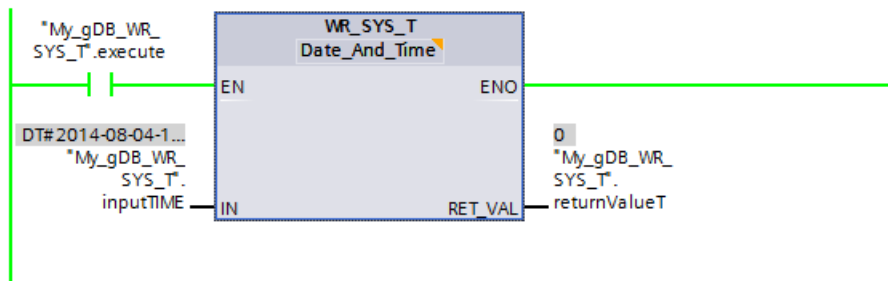 "My_gDB_WR_
SYS_T".execute
WR_SYS_T
Date_And_Time
EN
ENO
DT#2014-08-04-1...
"My_gDB_WR_
SYS_T".
inputTIME
IN
0
"My_gDB_WR_
SYS_T".
returnValueT
RET_VAL